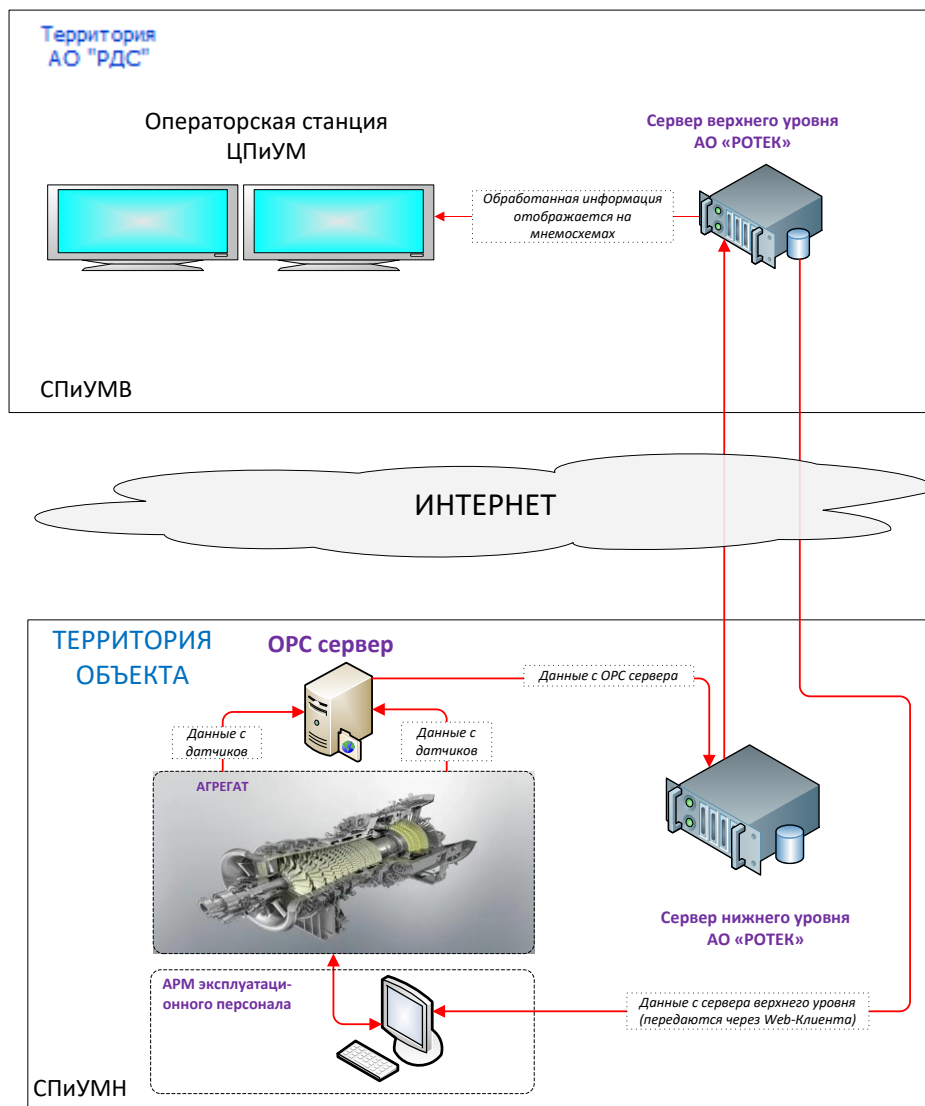 Территория
АО "РДС"
Операторская станция
ЦПиУМ
Сервер верхнего уровня
АО «РОТЕК»
Обработанная информация
отображается на
мнемосхемах
СПиУМВ
ИНТЕРНЕТ
ТЕРРИТОРИЯ
ОБЪЕКТА
OPC сервер
Данные с OPC сервера
Данные с
датчиков
Данные с
датчиков
АГРЕГАТ
Сервер нижнего уровня
АО «РОТЕК»
АРМ эксплуатаци-
онного персонала
Данные с сервера верхнего уровня
(передаются через Web-Клиента)
СПиУМН